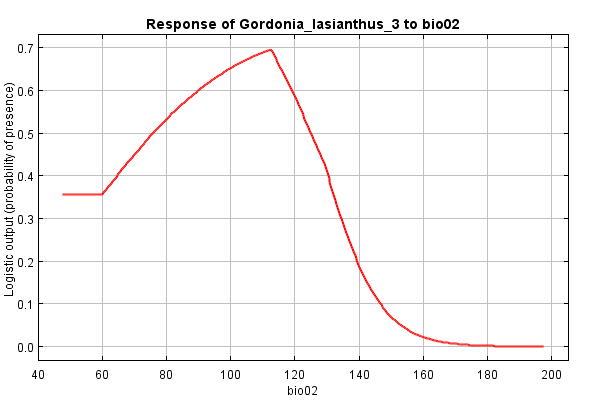 Response of Gordonia_lasianthus_3 to bio02
Logistic output (probability of presence)
0.7
0.6
0.5
0.4
0.3
0.2
0.1
0.0
40 60 80 100 120 140 160 180 200
bio02